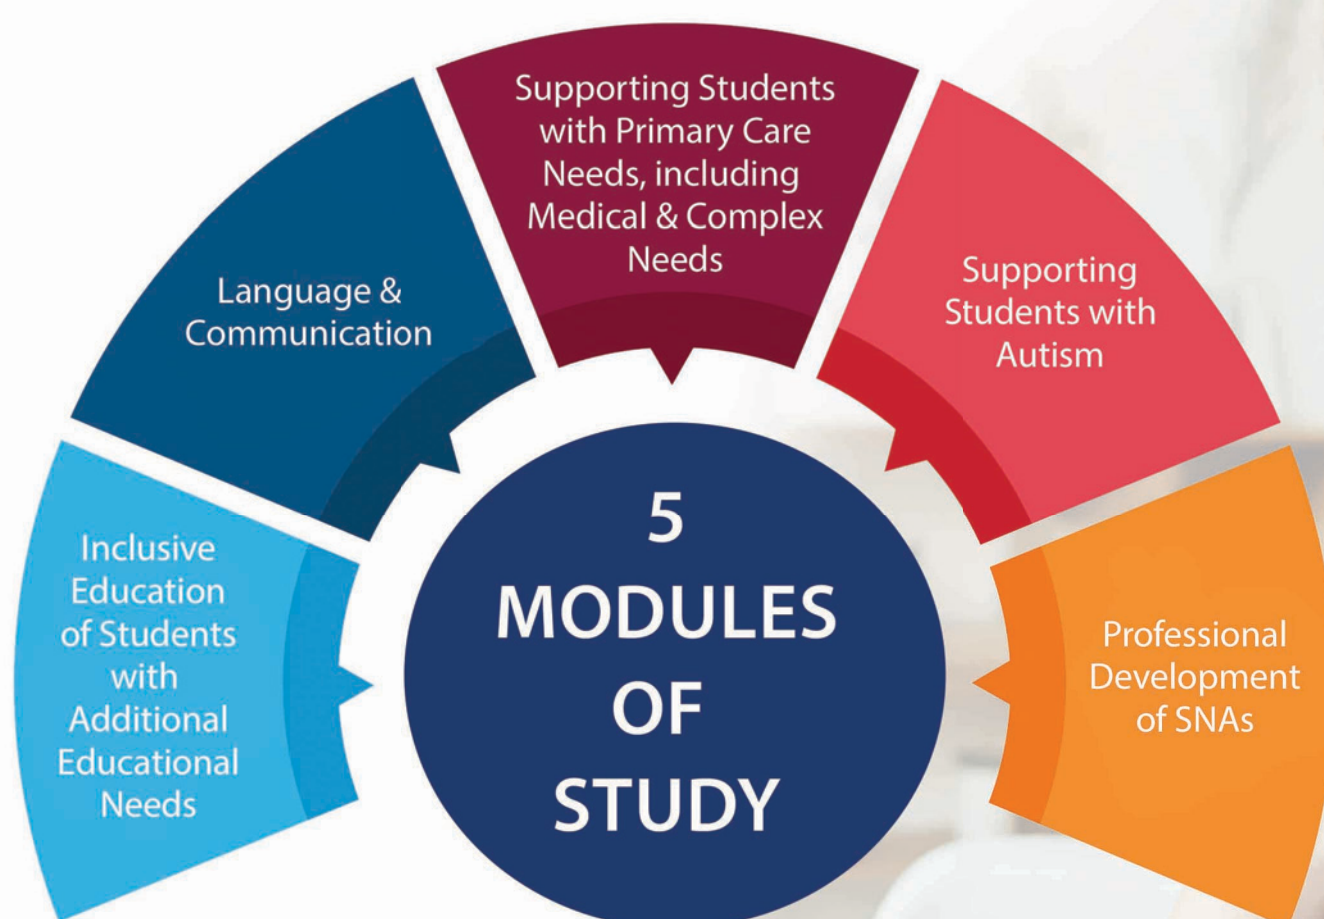 Inclusive
Education
of Students
with
Additional
Educational
Needs
Language &
Communication
Supporting Students
with Primary Care
Needs, including
Medical & Complex
Needs
Supporting
Students with
Autism
Professional
Development
of SNAs
5
MODULES
OF
STUDY